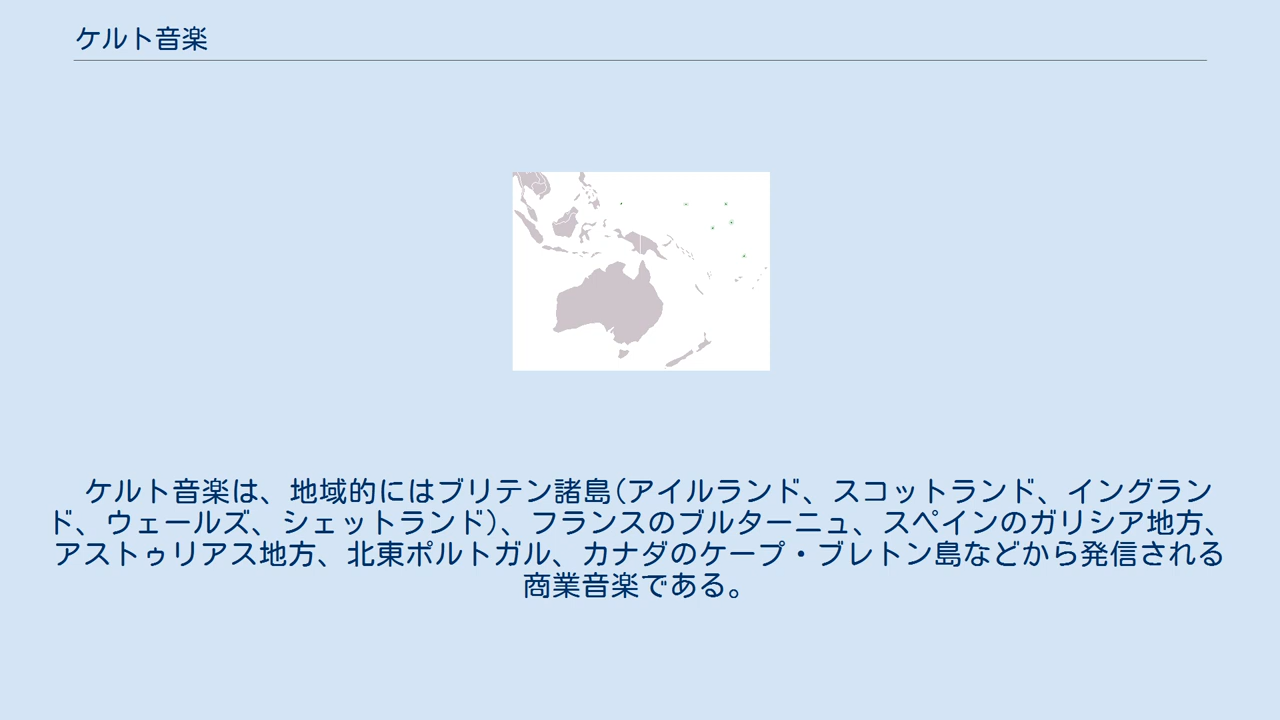 ケルト音楽
ケルト音楽は、地域的にはブリテン諸島(アイルランド、スコットランド、イングラン
ド、ウェールズ、シェットランド)、フランスのブルターニュ、スペインのガリシア地方、
アストゥリアス地方、北東ポルトガル、カナダのケープ・ブレトン島などから発信される
商業音楽である。